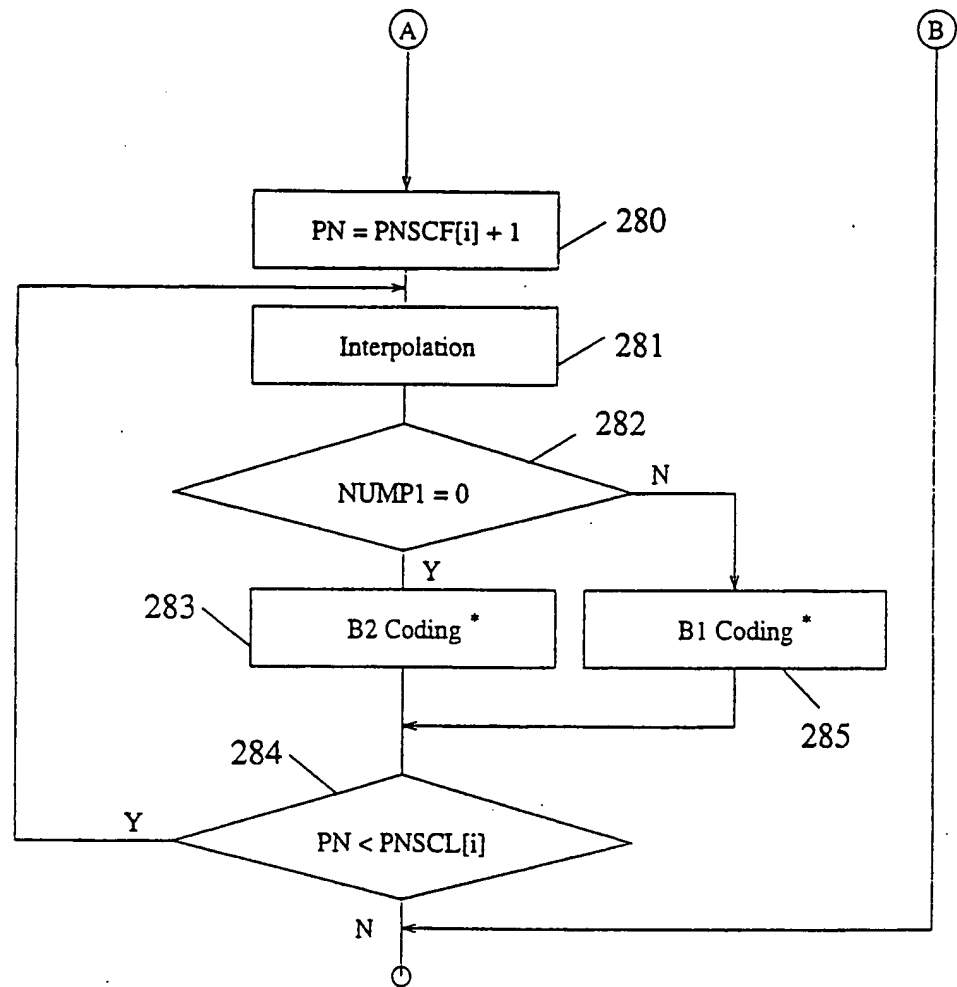 A
B
PN = PNSCF[i] + 1
280
Interpolation
281
282
NUMP1 = 0
N
Y
283
B2 Coding *
B1 Coding *
285
284
Y
PN < PNSCL[i]
N